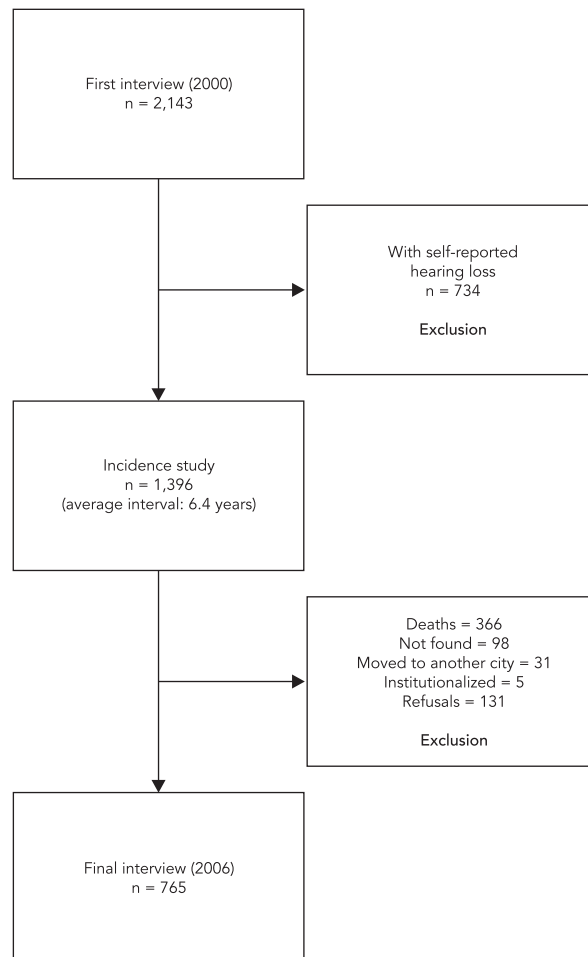 First interview (2000)
n = 2,143
With self-reported
hearing loss
n = 734
Exclusion
Incidence study
n = 1,396
(average interval: 6.4 years)
Deaths = 366
Not found = 98
Moved to another city = 31
Institutionalized = 5
Refusals = 131
Exclusion
Final interview (2006)
n = 765